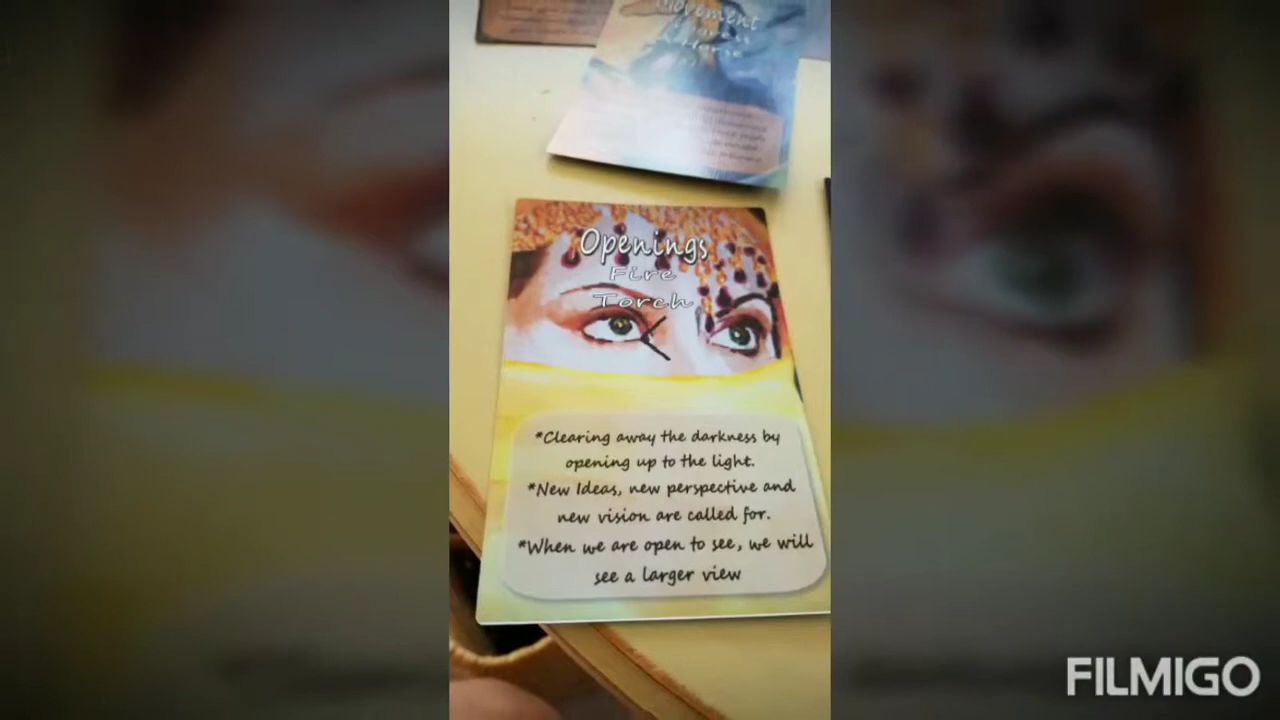 Movement
Openings
Fire
Torch
*Clearing away the darkness by
opening up to the light.
*New Ideas, new perspective and
new vision are called for.
*When we are open to see, we will
see a larger view
FILMIGO